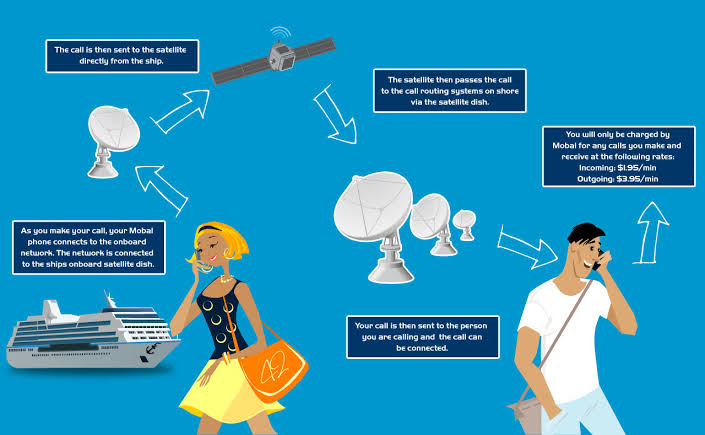 The call is then sent to the satellite
directly from the ship.
The satellite then passes the call
to the call routing systems on shore
via the satellite dish.
You will only be charged by
Mobal for any calls you make and
receive at the following rates:
Incoming: $1.95/min
Outgoing: $3.95/min
As you make your call, your Mobal
phone connects to the onboard
network. The network is connected
to the ships onboard satellite dish.
42
Your call is then sent to the person
you are calling and the call can
be connected.